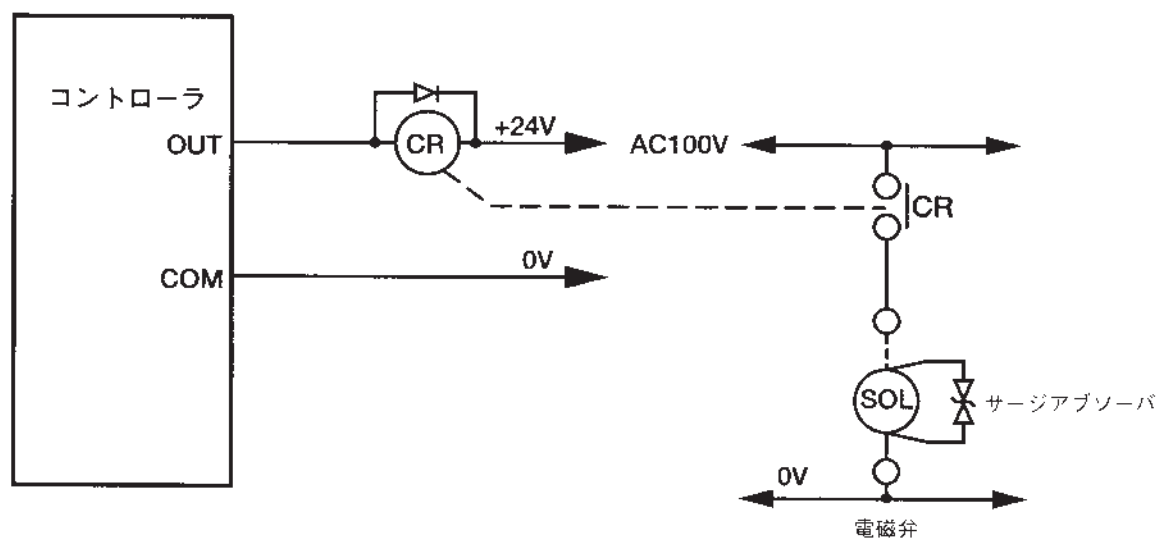 コントローラ
OUT
CR
+24V
AC100V
CR
COM
0V
SOL
サージアブソーバ
0V
電磁弁